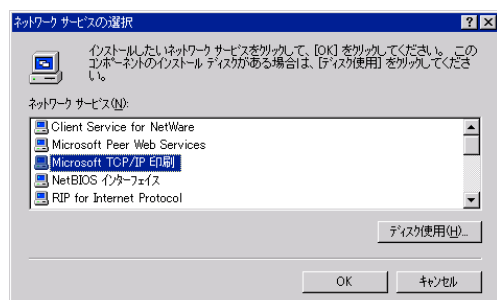 ネットワーク サービスの選択
インストールしたいネットワーク サービスをクリックして、[OK] をクリックしてください。 この
コンポーネントのインストール ディスクがある場合は、[ディスク使用] をクリックしてくださ
い。
ネットワーク サービス(N):
Client Service for NetWare
Microsoft Peer Web Services
Microsoft TCP/IP 印刷
NetBIOS インターフェイス
RIP for Internet Protocol
ディスク使用(H)...
OK
キャンセル